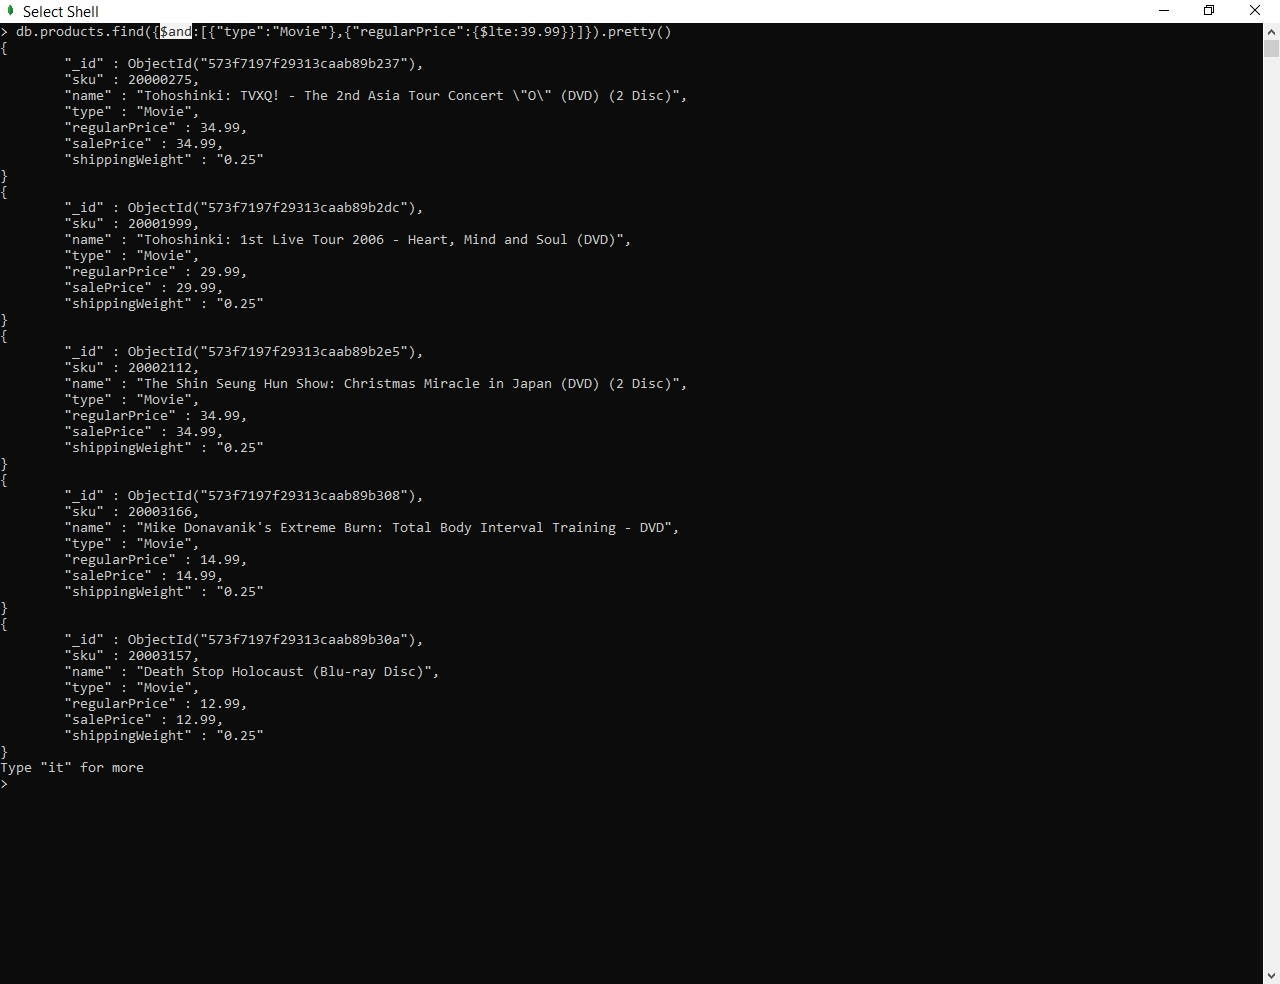 Select Shell
> db.products.find({$and:[{"type":"Movie"},{"regularPrice":{$lte:39.99}}]}).pretty()
{
"_id" : ObjectId("573f7197f29313caab89b237"),
"sku" : 20000275,
"name" : "Tohoshinki: TVXQ! - The 2nd Asia Tour Concert \"O\" (DVD) (2 Disc)",
"type" : "Movie",
"regularPrice" : 34.99,
"salePrice" : 34.99,
"shippingWeight" : "0.25"
}
{
"_id" : ObjectId("573f7197f29313caab89b2dc"),
"sku" : 20001999,
"name" : "Tohoshinki: 1st Live Tour 2006 - Heart, Mind and Soul (DVD)",
"type" : "Movie",
"regularPrice" : 29.99,
"salePrice" : 29.99,
"shippingWeight" : "0.25"
}
{
"_id" : ObjectId("573f7197f29313caab89b2e5"),
"sku" : 20002112,
"name" : "The Shin Seung Hun Show: Christmas Miracle in Japan (DVD) (2 Disc)",
"type" : "Movie",
"regularPrice" : 34.99,
"salePrice" : 34.99,
"shippingWeight" : "0.25"
}
{
"_id" : ObjectId("573f7197f29313caab89b308"),
"sku" : 20003166,
"name" : "Mike Donavanik's Extreme Burn: Total Body Interval Training - DVD",
"type" : "Movie",
"regularPrice" : 14.99,
"salePrice" : 14.99,
"shippingWeight" : "0.25"
}
{
"_id" : ObjectId("573f7197f29313caab89b30a"),
"sku" : 20003157,
"name" : "Death Stop Holocaust (Blu-ray Disc)",
"type" : "Movie",
"regularPrice" : 12.99,
"salePrice" : 12.99,
"shippingWeight" : "0.25"
}
Type "it" for more
>